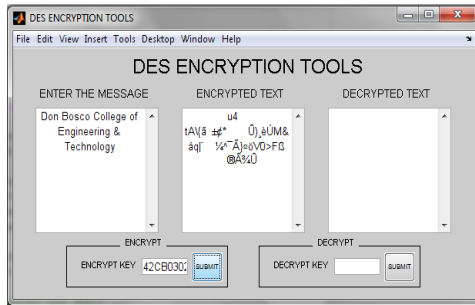 DES ENCRYPTION TOOLS
File Edit View Insert Tools Desktop Window Help
DES ENCRYPTION TOOLS
ENTER THE MESSAGE ENCRYPTED TEXT DECRYPTED TEXT
Don Bosco College of
Engineering &
Technology
u4
ENCRYPT
ENCRYPT KEY 42CB0302 SUBMIT
DECRYPT
DECRYPT KEY SUBMIT